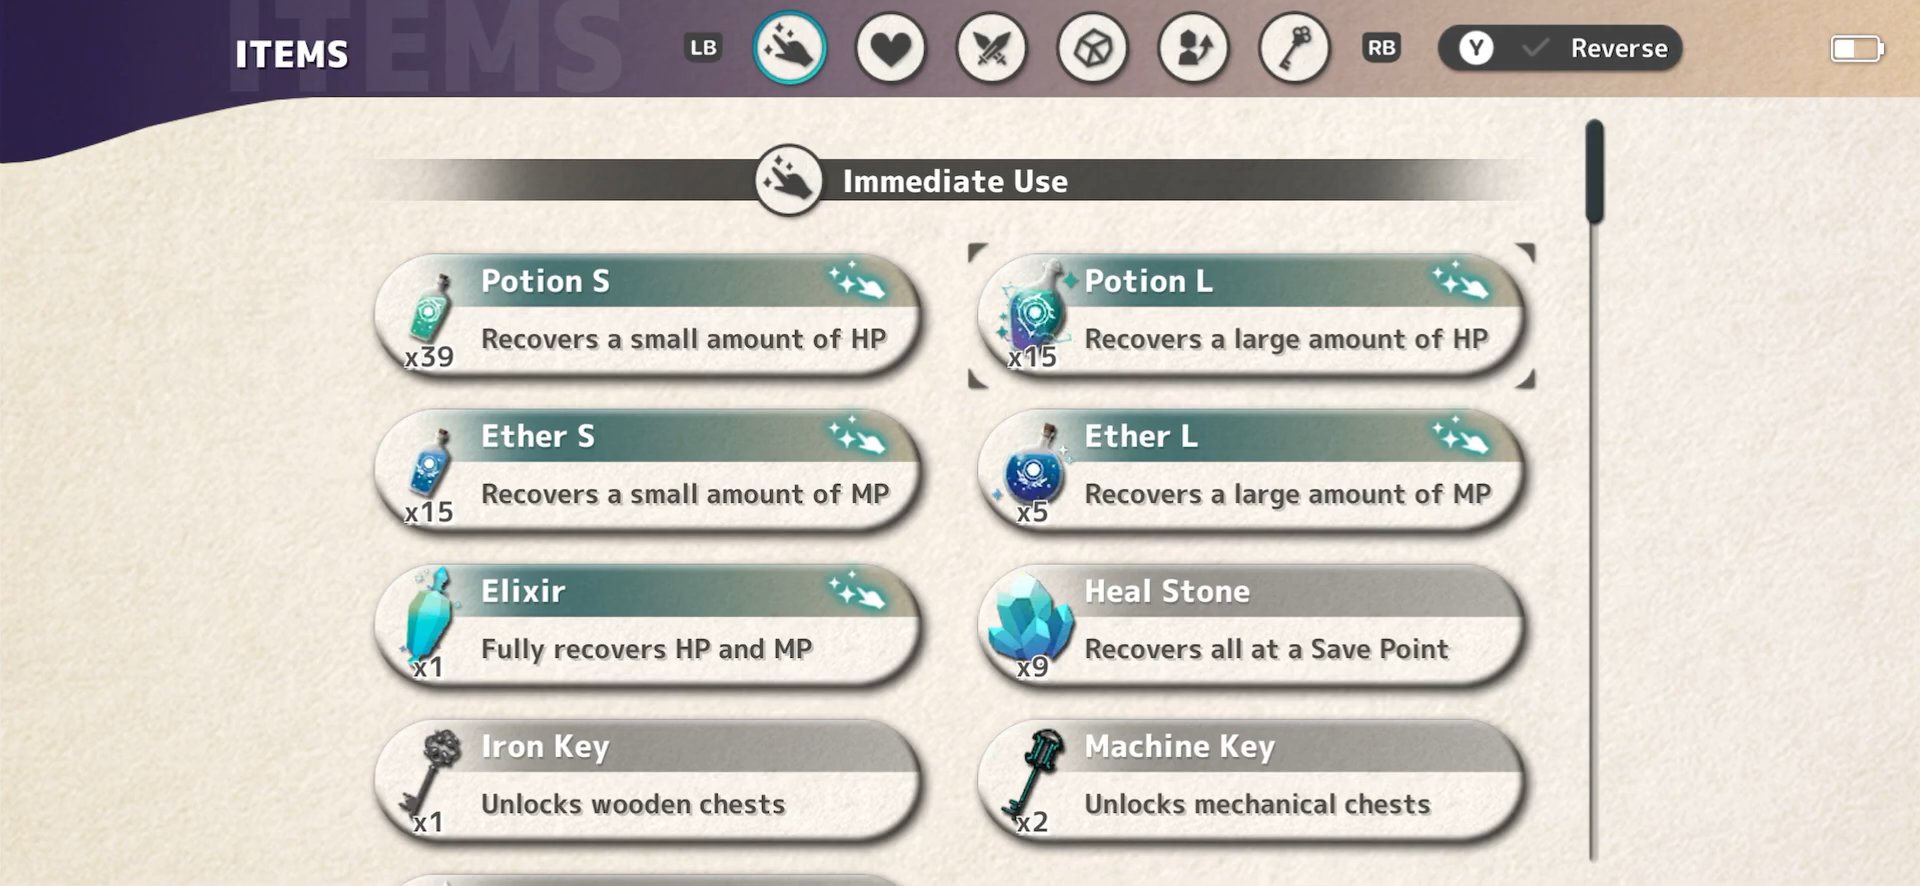 ITEMS
ITEMS
LB
RB
Y
Reverse
Immediate Use
Potion S
Recovers a small amount of HP
x39
Potion L
Recovers a large amount of HP
x15
Ether S
Recovers a small amount of MP
x15
Ether L
Recovers a large amount of MP
x5
Elixir
Fully recovers HP and MP
x1
Heal Stone
Recovers all at a Save Point
x9
Iron Key
Unlocks wooden chests
x1
Machine Key
Unlocks mechanical chests
x2